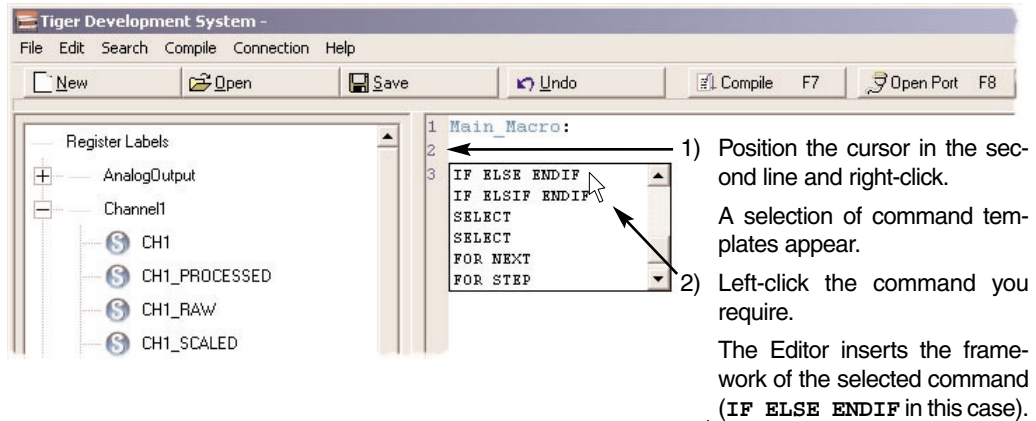 Tiger Development System -
File Edit Search Compile Connection Help
New Open Save Undo Compile F7 Open Port F8
Register Labels
AnalogOutput
Channel1
CH1
CH1_PROCESSED
CH1_RAW
CH1_SCALED
1 Main_Macro:
2
3
IF ELSE ENDIF
IF ELSIF ENDIF
SELECT
SELECT
FOR NEXT
FOR STEP
1) Position the cursor in the sec-
ond line and right-click.
A selection of command tem-
plates appear.
2) Left-click the command you
require.
The Editor inserts the frame-
work of the selected command
(IF ELSE ENDIF in this case).